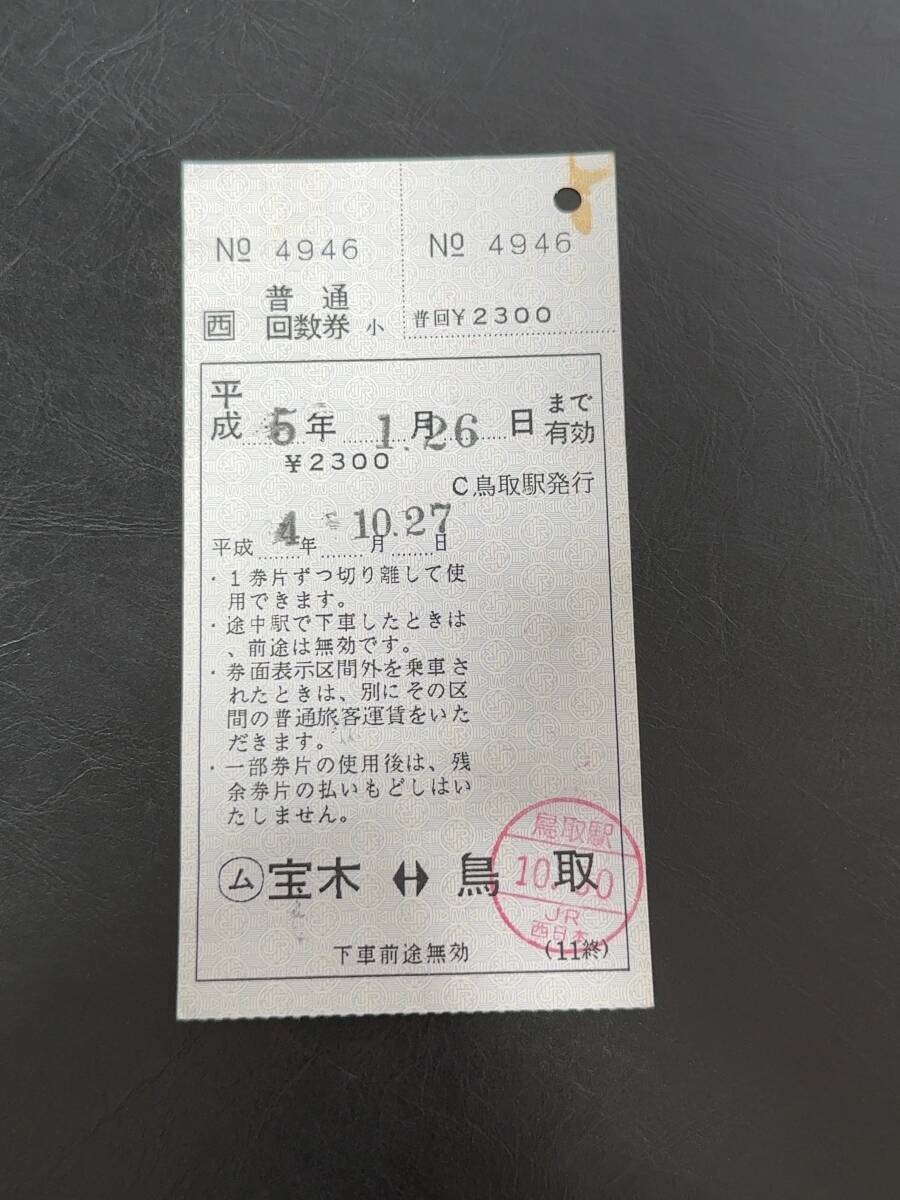 № 4946
№ 4946
西 普通回数券 小
普回¥2300
平成 5年 1月26日 まで有効
¥2300
C鳥取駅発行
平成 4年 10月27日
・1券片ずつ切り離して使
用できます。
・途中駅で下車したときは
、前途は無効です。
・券面表示区間外を乗車さ
れたときは、別にその区
間の普通旅客運賃をいた
だきます。
・一部券片の使用後は、残
余券片の払いもどしはい
たしません。
鳥取駅
JR
西日本
ム 宝木 ↔ 鳥取
下車前途無効
(11終)